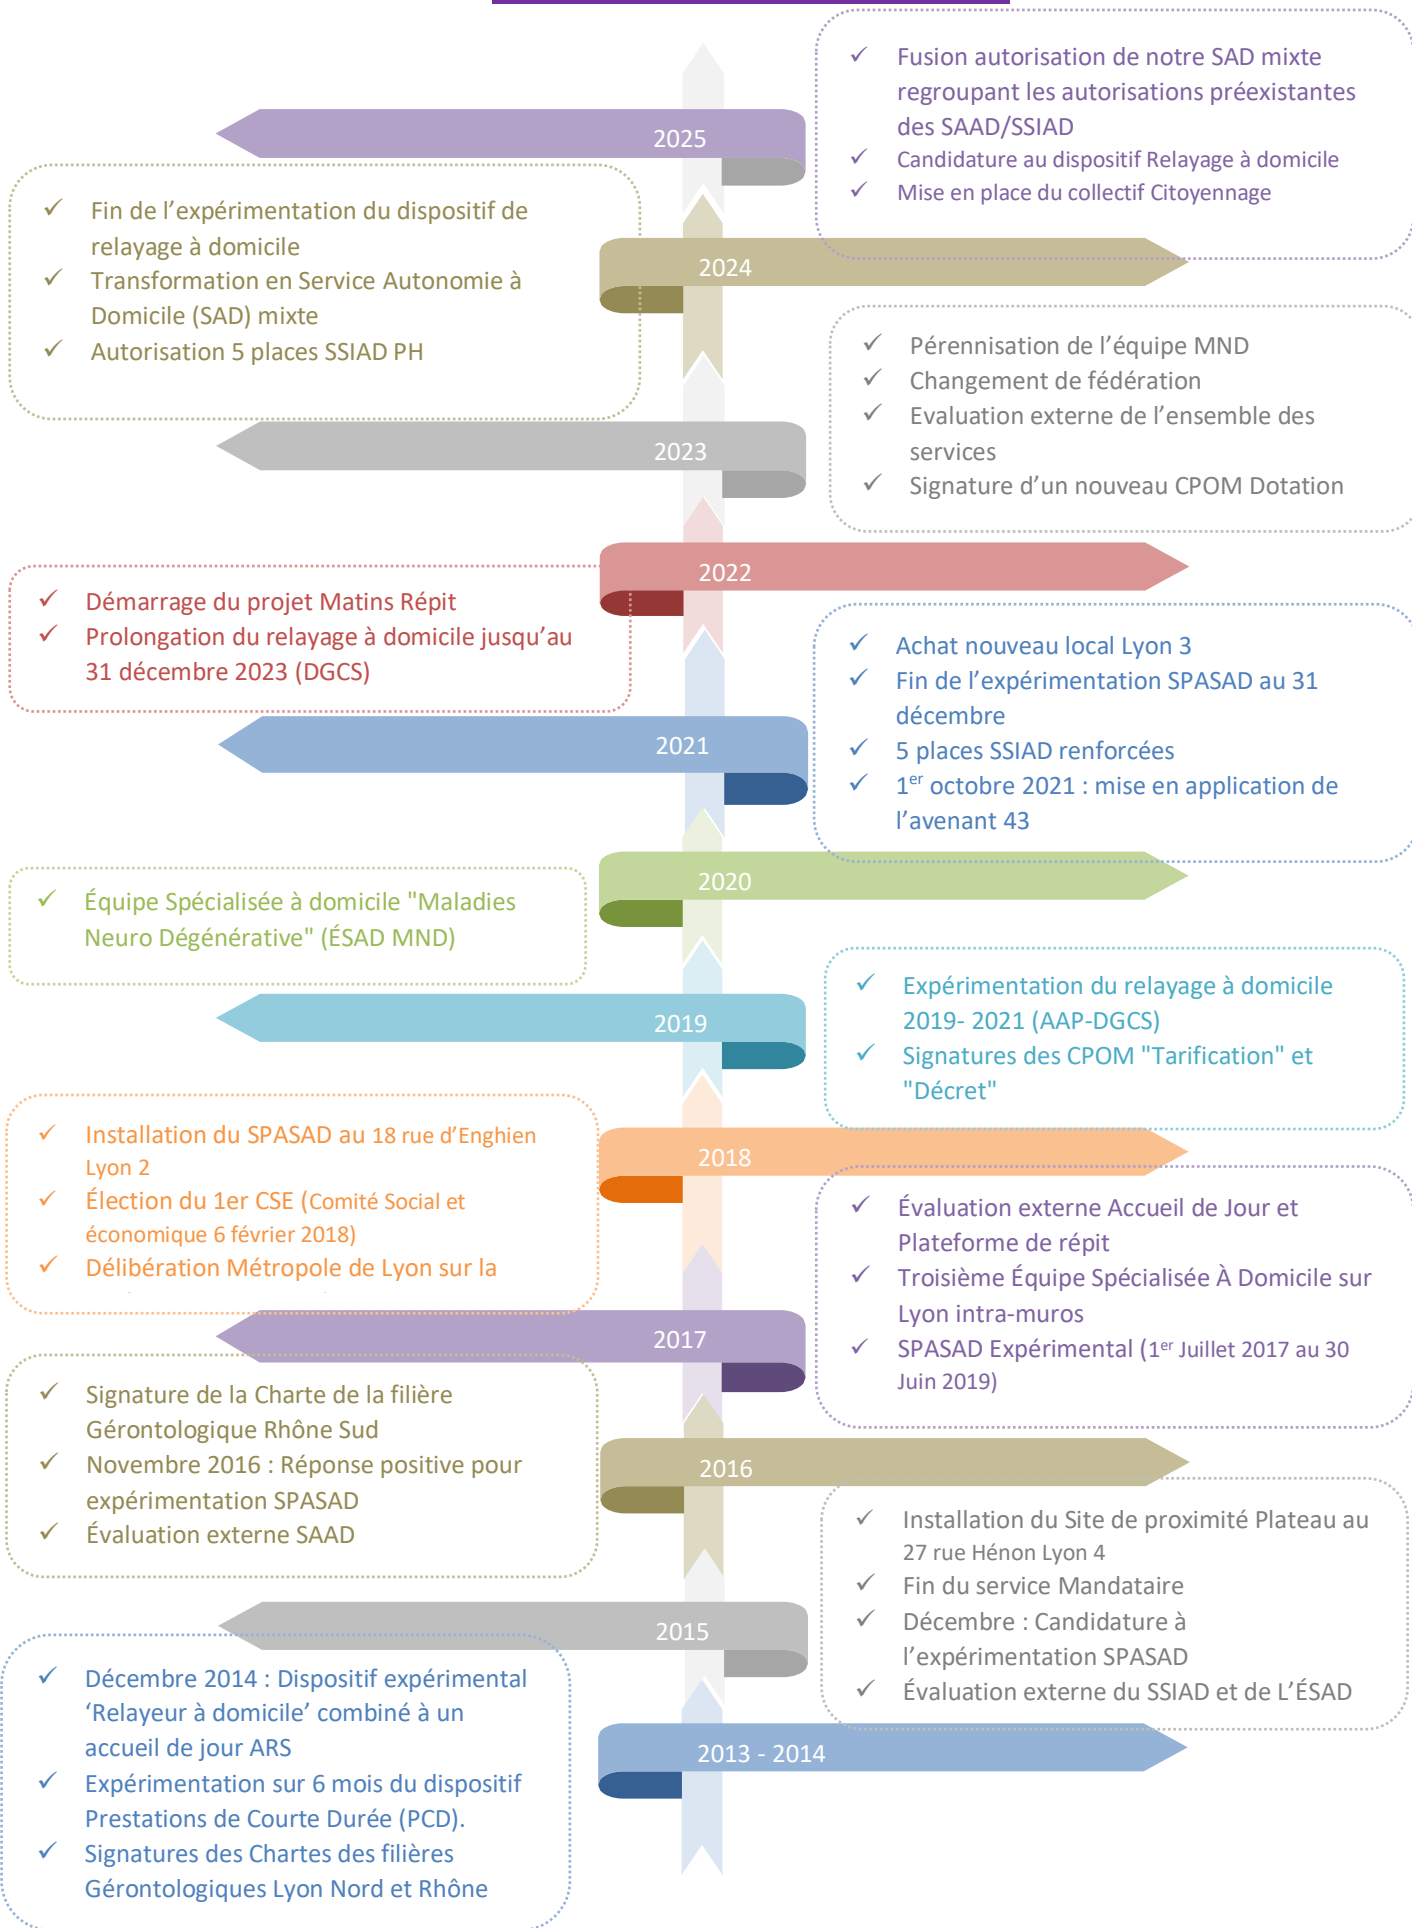 Fusion autorisation de notre SAD mixte
regroupant les autorisations préexistantes
des SAAD/SSIAD
Candidature au dispositif Relayage à domicile
Mise en place du collectif Citoyennage
2025
Fin de l’expérimentation du dispositif de
relayage à domicile
Transformation en Service Autonomie à
Domicile (SAD) mixte
Autorisation 5 places SSIAD PH
2024
Pérennisation de l’équipe MND
Changement de fédération
Evaluation externe de l’ensemble des
services
Signature d’un nouveau CPOM Dotation
2023
2022
Démarrage du projet Matins Répit
Prolongation du relayage à domicile jusqu’au
31 décembre 2023 (DGCS)
Achat nouveau local Lyon 3
Fin de l’expérimentation SPASAD au 31
décembre
5 places SSIAD renforcées
1er octobre 2021 : mise en application de
l’avenant 43
2021
2020
Équipe Spécialisée à domicile "Maladies
Neuro Dégénérative" (ÉSAD MND)
Expérimentation du relayage à domicile
2019- 2021 (AAP-DGCS)
Signatures des CPOM "Tarification" et
"Décret"
2019
Installation du SPASAD au 18 rue d’Enghien
Lyon 2
Élection du 1er CSE (Comité Social et
économique 6 février 2018)
Délibération Métropole de Lyon sur la
2018
Évaluation externe Accueil de Jour et
Plateforme de répit
Troisième Équipe Spécialisée À Domicile sur
Lyon intra-muros
SPASAD Expérimental (1er Juillet 2017 au 30
Juin 2019)
2017
Signature de la Charte de la filière
Gérontologique Rhône Sud
Novembre 2016 : Réponse positive pour
expérimentation SPASAD
Évaluation externe SAAD
2016
Installation du Site de proximité Plateau au
27 rue Hénon Lyon 4
Fin du service Mandataire
Décembre : Candidature à
l’expérimentation SPASAD
Évaluation externe du SSIAD et de L’ÉSAD
2015
Décembre 2014 : Dispositif expérimental
‘Relayeur à domicile’ combiné à un
accueil de jour ARS
Expérimentation sur 6 mois du dispositif
Prestations de Courte Durée (PCD).
Signatures des Chartes des filières
Gérontologiques Lyon Nord et Rhône
2013 - 2014